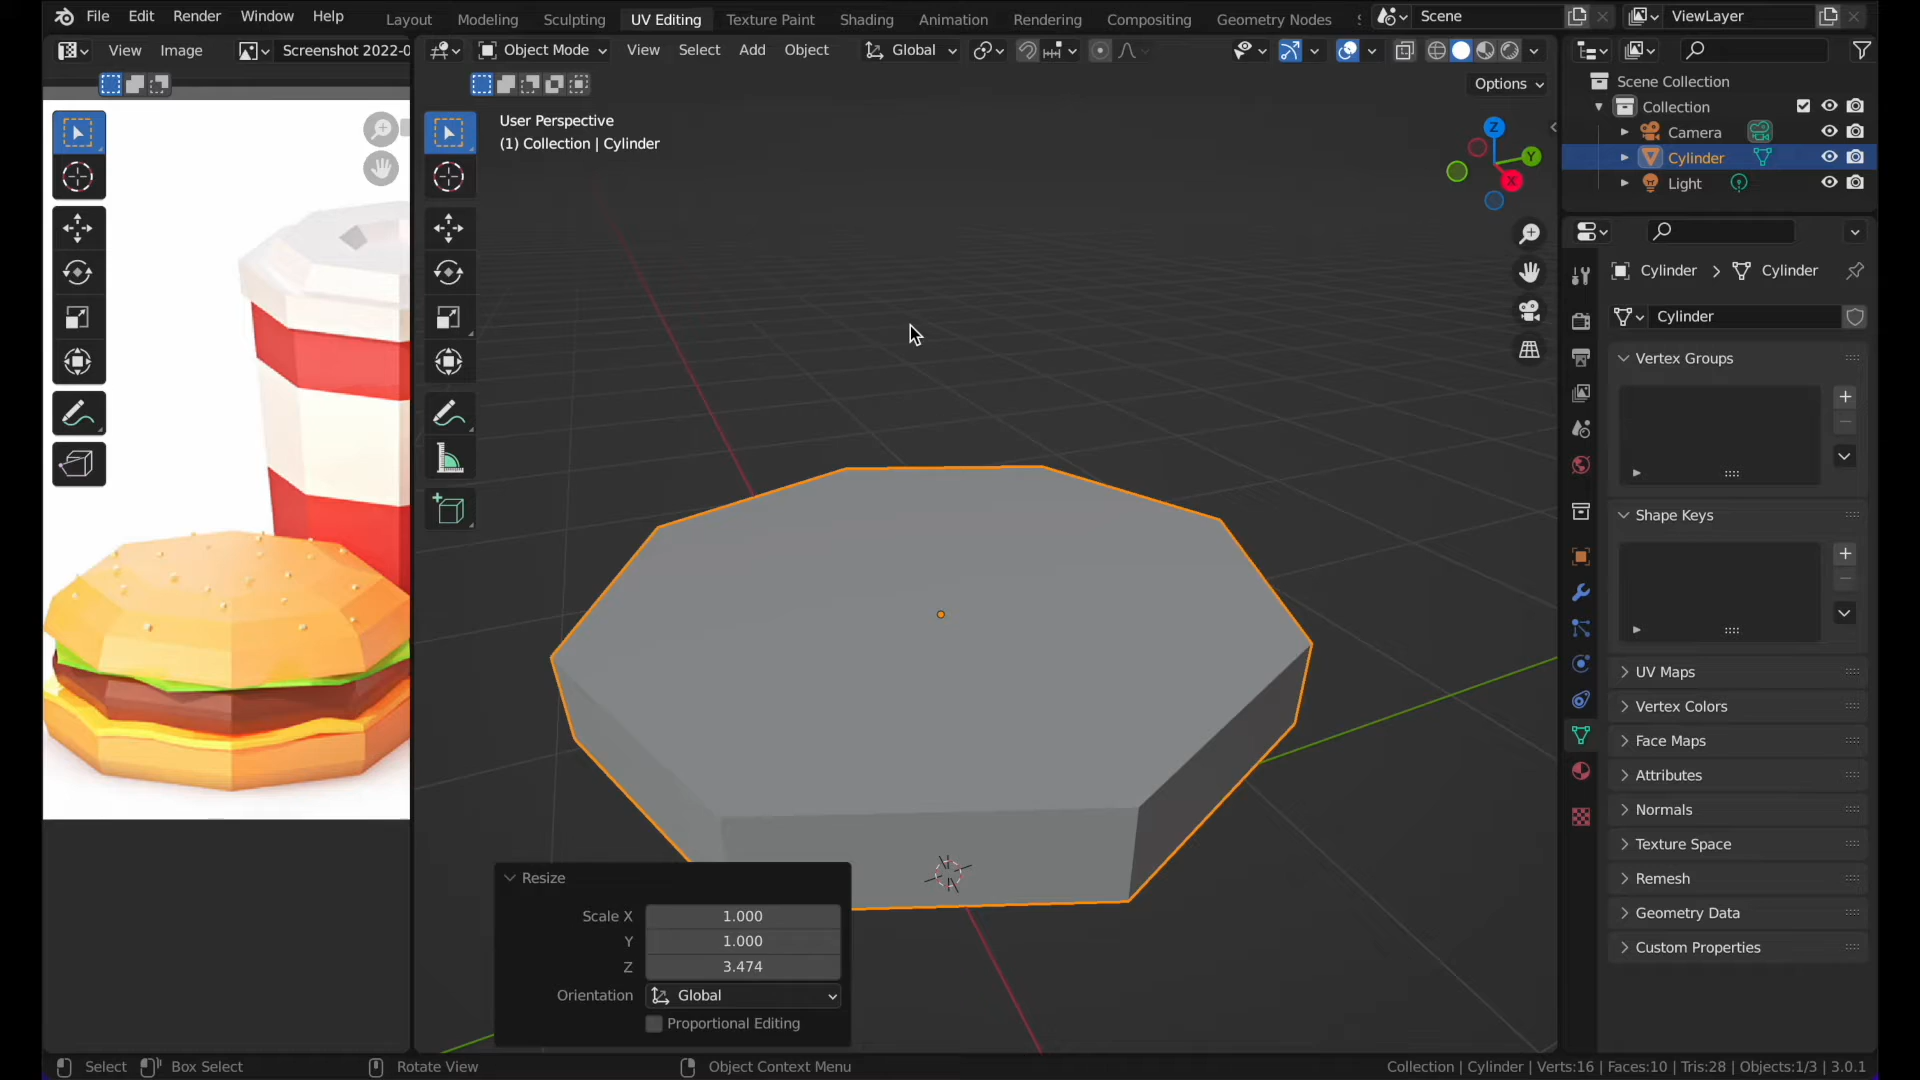 File Edit Render Window Help Layout Modeling Sculpting UV Editing Texture Paint Shading Animation Rendering Compositing Geometry Nodes Scene ViewLayer
View Image Screenshot 2022-0 Object Mode View Select Add Object Global
Options
User Perspective
(1) Collection | Cylinder
Z
Y
X
Scene Collection
Collection
Camera
Cylinder
Light
Cylinder Cylinder
Cylinder
Vertex Groups
Shape Keys
UV Maps
Vertex Colors
Face Maps
Attributes
Normals
Texture Space
Remesh
Geometry Data
Custom Properties
Resize
Scale X 1.000
Y 1.000
Z 3.474
Orientation Global
Proportional Editing
Select Box Select Rotate View Object Context Menu Collection | Cylinder | Verts:16 | Faces:10 | Tris:28 | Objects:1/3 | 3.0.1